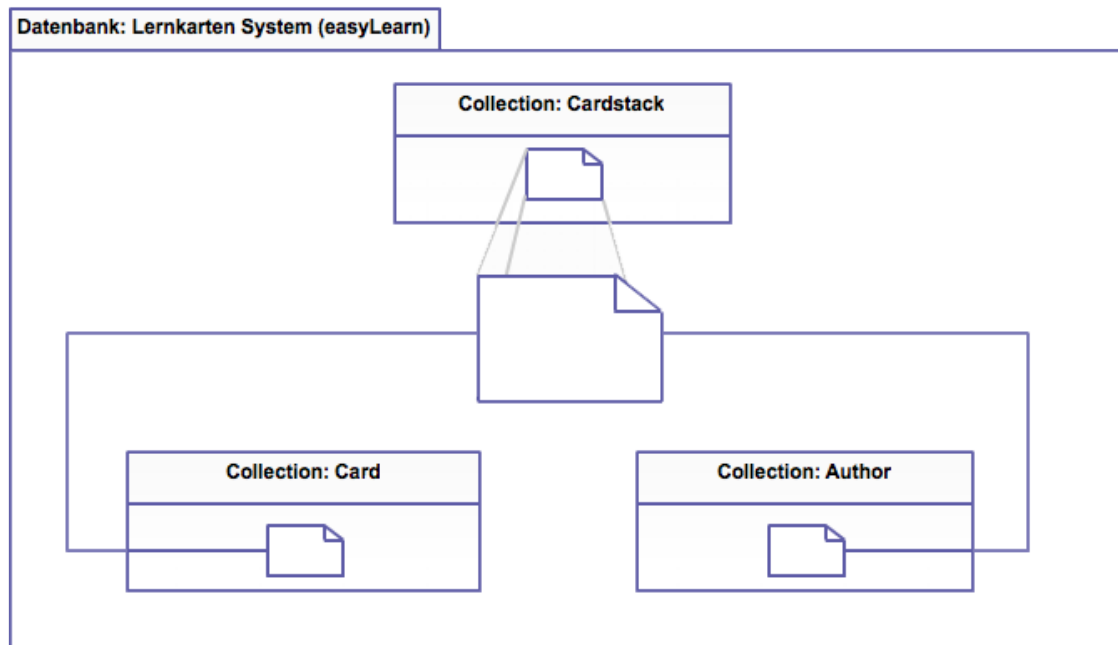 Datenbank: Lernkarten System (easyLearn)
Collection: Cardstack
Collection: Card
Collection: Author